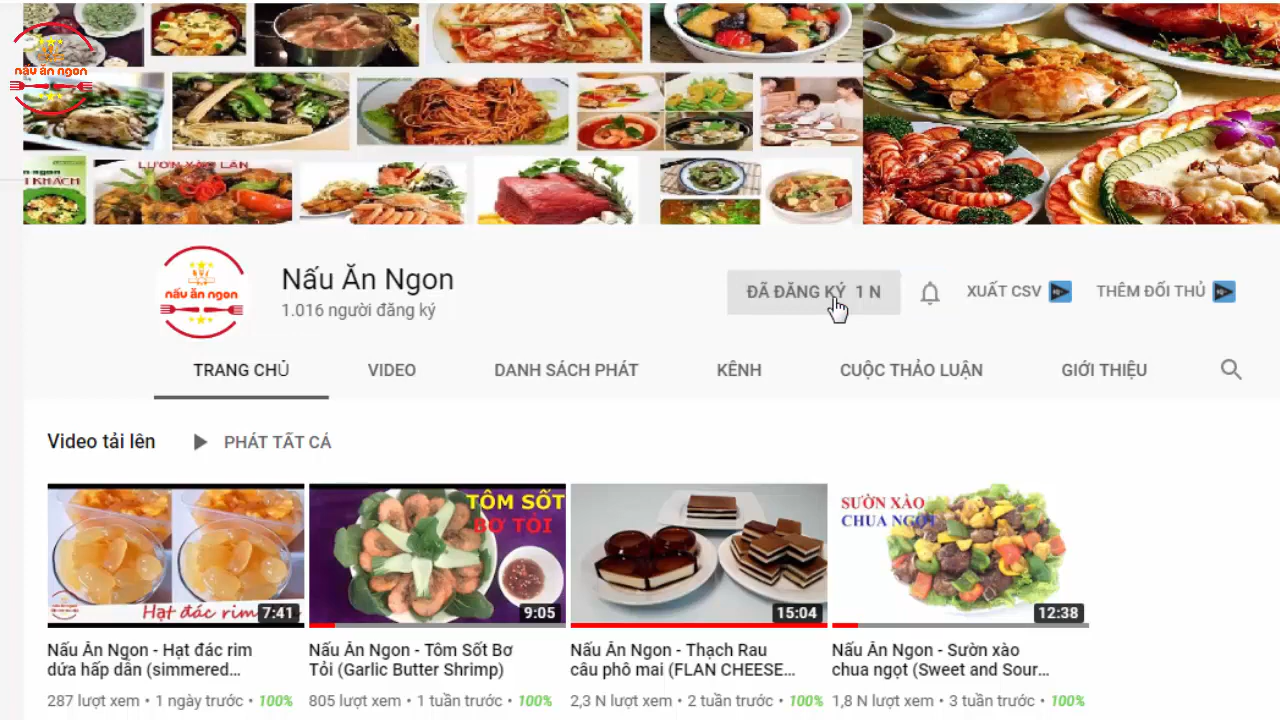 nấu ăn ngon
LƯƠN XÀO LĂN
KHÁCH
nấu ăn ngon
Nấu Ăn Ngon
1.016 người đăng ký
ĐÃ ĐĂNG KÝ 1 N
XUẤT CSV
THÊM ĐỐI THỦ
TRANG CHỦ
VIDEO
DANH SÁCH PHÁT
KÊNH
CUỘC THẢO LUẬN
GIỚI THIỆU
Video tải lên
PHÁT TẤT CẢ
Hạt đác rim
7:41
TÔM SỐT
BƠ TỎI
9:05
15:04
SƯỜN XÀO
CHUA NGỌT
12:38
Nấu Ăn Ngon - Hạt đác rim
dứa hấp dẫn (simmered...
287 lượt xem • 1 ngày trước • 100%
Nấu Ăn Ngon - Tôm Sốt Bơ
Tỏi (Garlic Butter Shrimp)
805 lượt xem • 1 tuần trước • 100%
Nấu Ăn Ngon - Thạch Rau
câu phô mai (FLAN CHEESE...
2,3 N lượt xem • 2 tuần trước • 100%
Nấu Ăn Ngon - Sườn xào
chua ngọt (Sweet and Sour...
1,8 N lượt xem • 3 tuần trước • 100%